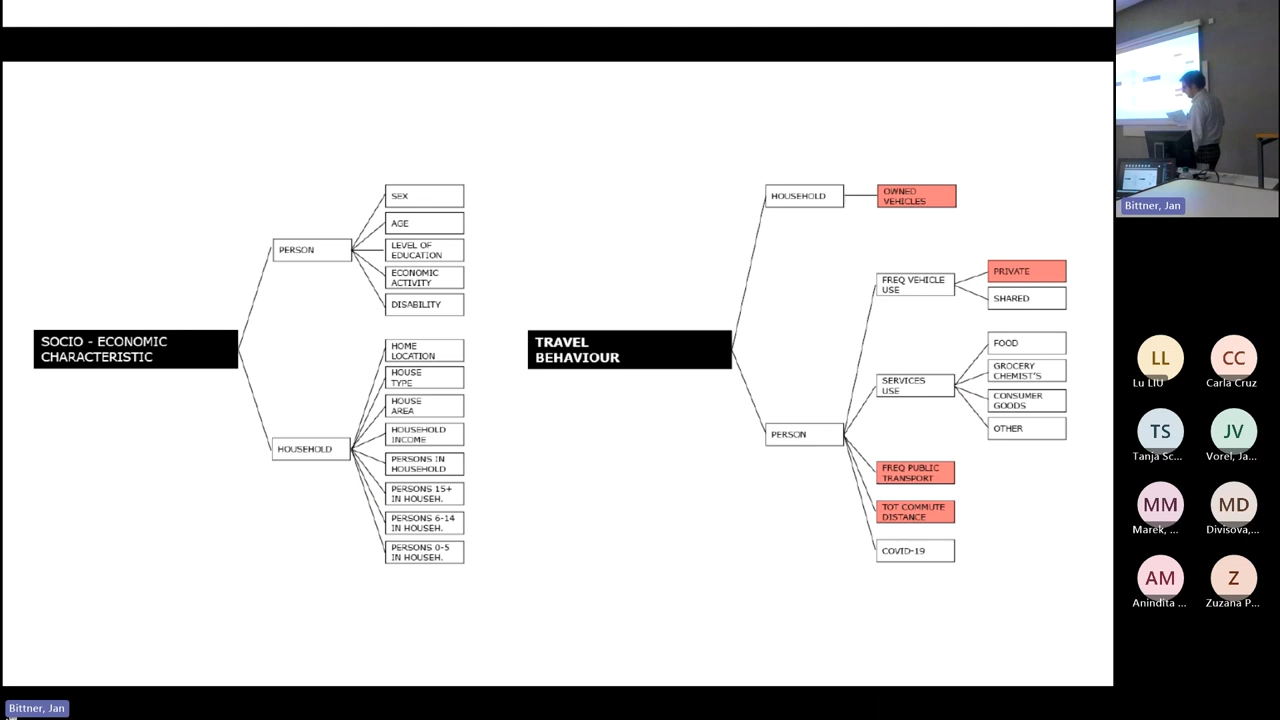 SOCIO - ECONOMIC
CHARACTERISTIC
PERSON
SEX
AGE
LEVEL OF
EDUCATION
ECONOMIC
ACTIVITY
DISABILITY
HOUSEHOLD
HOME
LOCATION
HOUSE
TYPE
HOUSE
AREA
HOUSEHOLD
INCOME
PERSONS IN
HOUSEHOLD
PERSONS 15+
IN HOUSEH.
PERSONS 6-14
IN HOUSEH.
PERSONS 0-5
IN HOUSEH.
TRAVEL
BEHAVIOUR
HOUSEHOLD
OWNED
VEHICLES
PERSON
FREQ VEHICLE
USE
PRIVATE
SHARED
SERVICES
USE
FOOD
GROCERY
CHEMIST'S
CONSUMER
GOODS
OTHER
FREQ PUBLIC
TRANSPORT
TOT COMMUTE
DISTANCE
COVID-19
Bittner, Jan
LL
Lu LIU
CC
Carla Cruz
TS
Tanja Sc...
JV
Vorel, Ja...
MM
Marek, ...
MD
Divisova,...
AM
Anindita ...
Z
Zuzana P...
Bittner, Jan